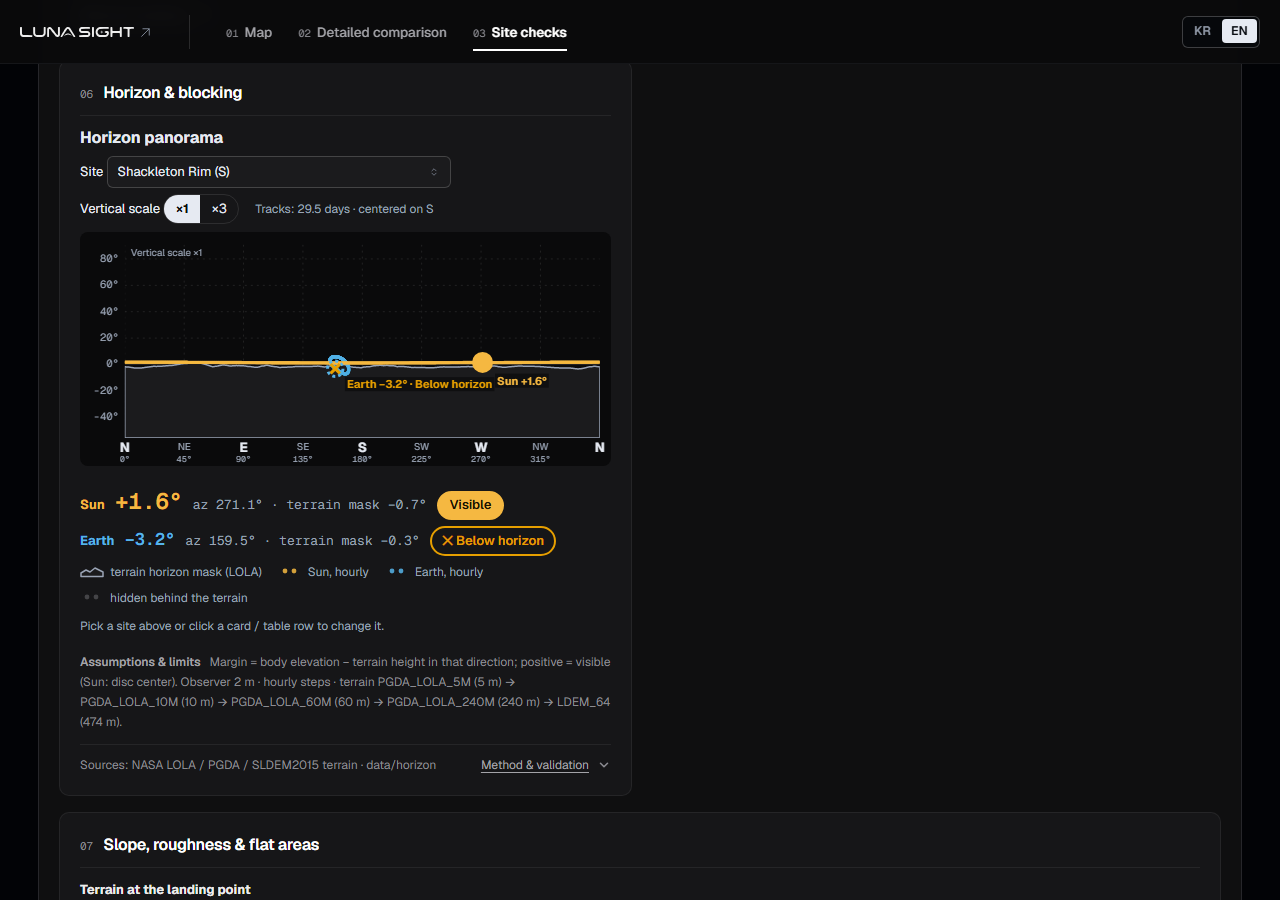 LUNA SIGHT ↗
01 Map 02 Detailed comparison 03 Site checks
KR EN
06 Horizon & blocking
Horizon panorama
Site Shackleton Rim (S)
Vertical scale ×1 ×3 Tracks: 29.5 days · centered on S
Vertical scale ×1
80°
60°
40°
20°
0°
−20°
−40°
Earth −3.2° · Below horizon
Sun +1.6°
N NE E SE S SW W NW N
0° 45° 90° 135° 180° 225° 270° 315°
Sun +1.6° az 271.1° · terrain mask −0.7° Visible
Earth −3.2° az 159.5° · terrain mask −0.3° Below horizon
terrain horizon mask (LOLA) Sun, hourly Earth, hourly
hidden behind the terrain
Pick a site above or click a card / table row to change it.
Assumptions & limits Margin = body elevation − terrain height in that direction; positive = visible
(Sun: disc center). Observer 2 m · hourly steps · terrain PGDA_LOLA_5M (5 m) →
PGDA_LOLA_10M (10 m) → PGDA_LOLA_60M (60 m) → PGDA_LOLA_240M (240 m) → LDEM_64
(474 m).
Sources: NASA LOLA / PGDA / SLDEM2015 terrain · data/horizon Method & validation
07 Slope, roughness & flat areas
Terrain at the landing point